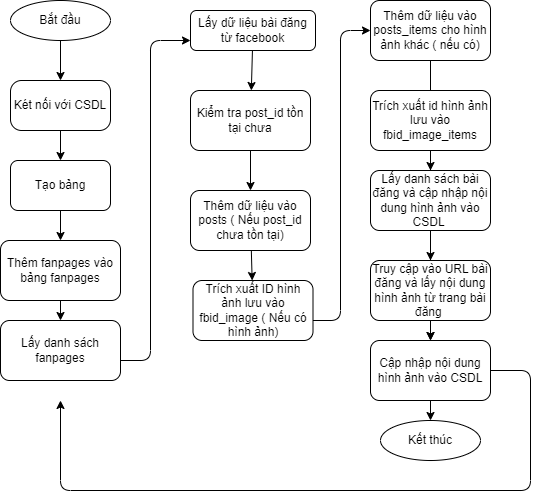 Bắt đầu
Két nối với CSDL
Tạo bảng
Thêm fanpages vào
bảng fanpages
Lấy danh sách
fanpages
Lấy dữ liệu bài đăng
từ facebook
Kiểm tra post_id tồn
tại chưa
Thêm dữ liệu vào
posts ( Nếu post_id
chưa tồn tại)
Trích xuất ID hình
ảnh lưu vào
fbid_image ( Nếu có
hình ảnh)
Thêm dữ liệu vào
posts_items cho hình
ảnh khác ( nếu có)
Trích xuất id hình ảnh
lưu vào
fbid_image_items
Lấy danh sách bài
đăng và cập nhập nội
dung hình ảnh vào
CSDL
Truy cập vào URL bài
đăng và lấy nội dung
hình ảnh từ trang bài
đăng
Cập nhập nội dung
hình ảnh vào CSDL
Kết thúc